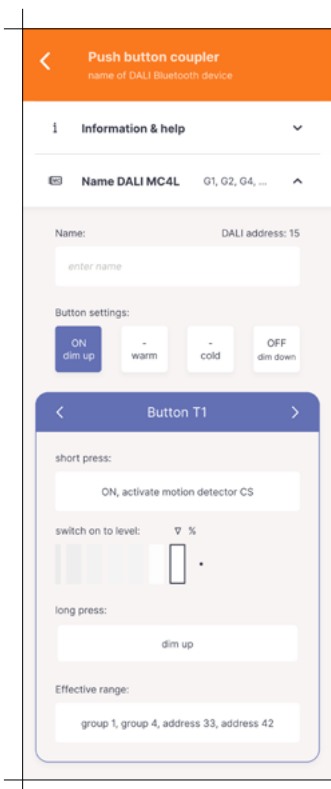 Push button coupler
name of DALI Bluetooth device
i Information & help
Name DALI MC4L G1, G2, G4, ...
Name: DALI address: 15
enter name
Button settings:
ON - - OFF
dim up warm cold dim down
Button T1
short press:
ON, activate motion detector CS
switch on to level: ∇ %
long press:
dim up
Effective range:
group 1, group 4, address 33, address 42